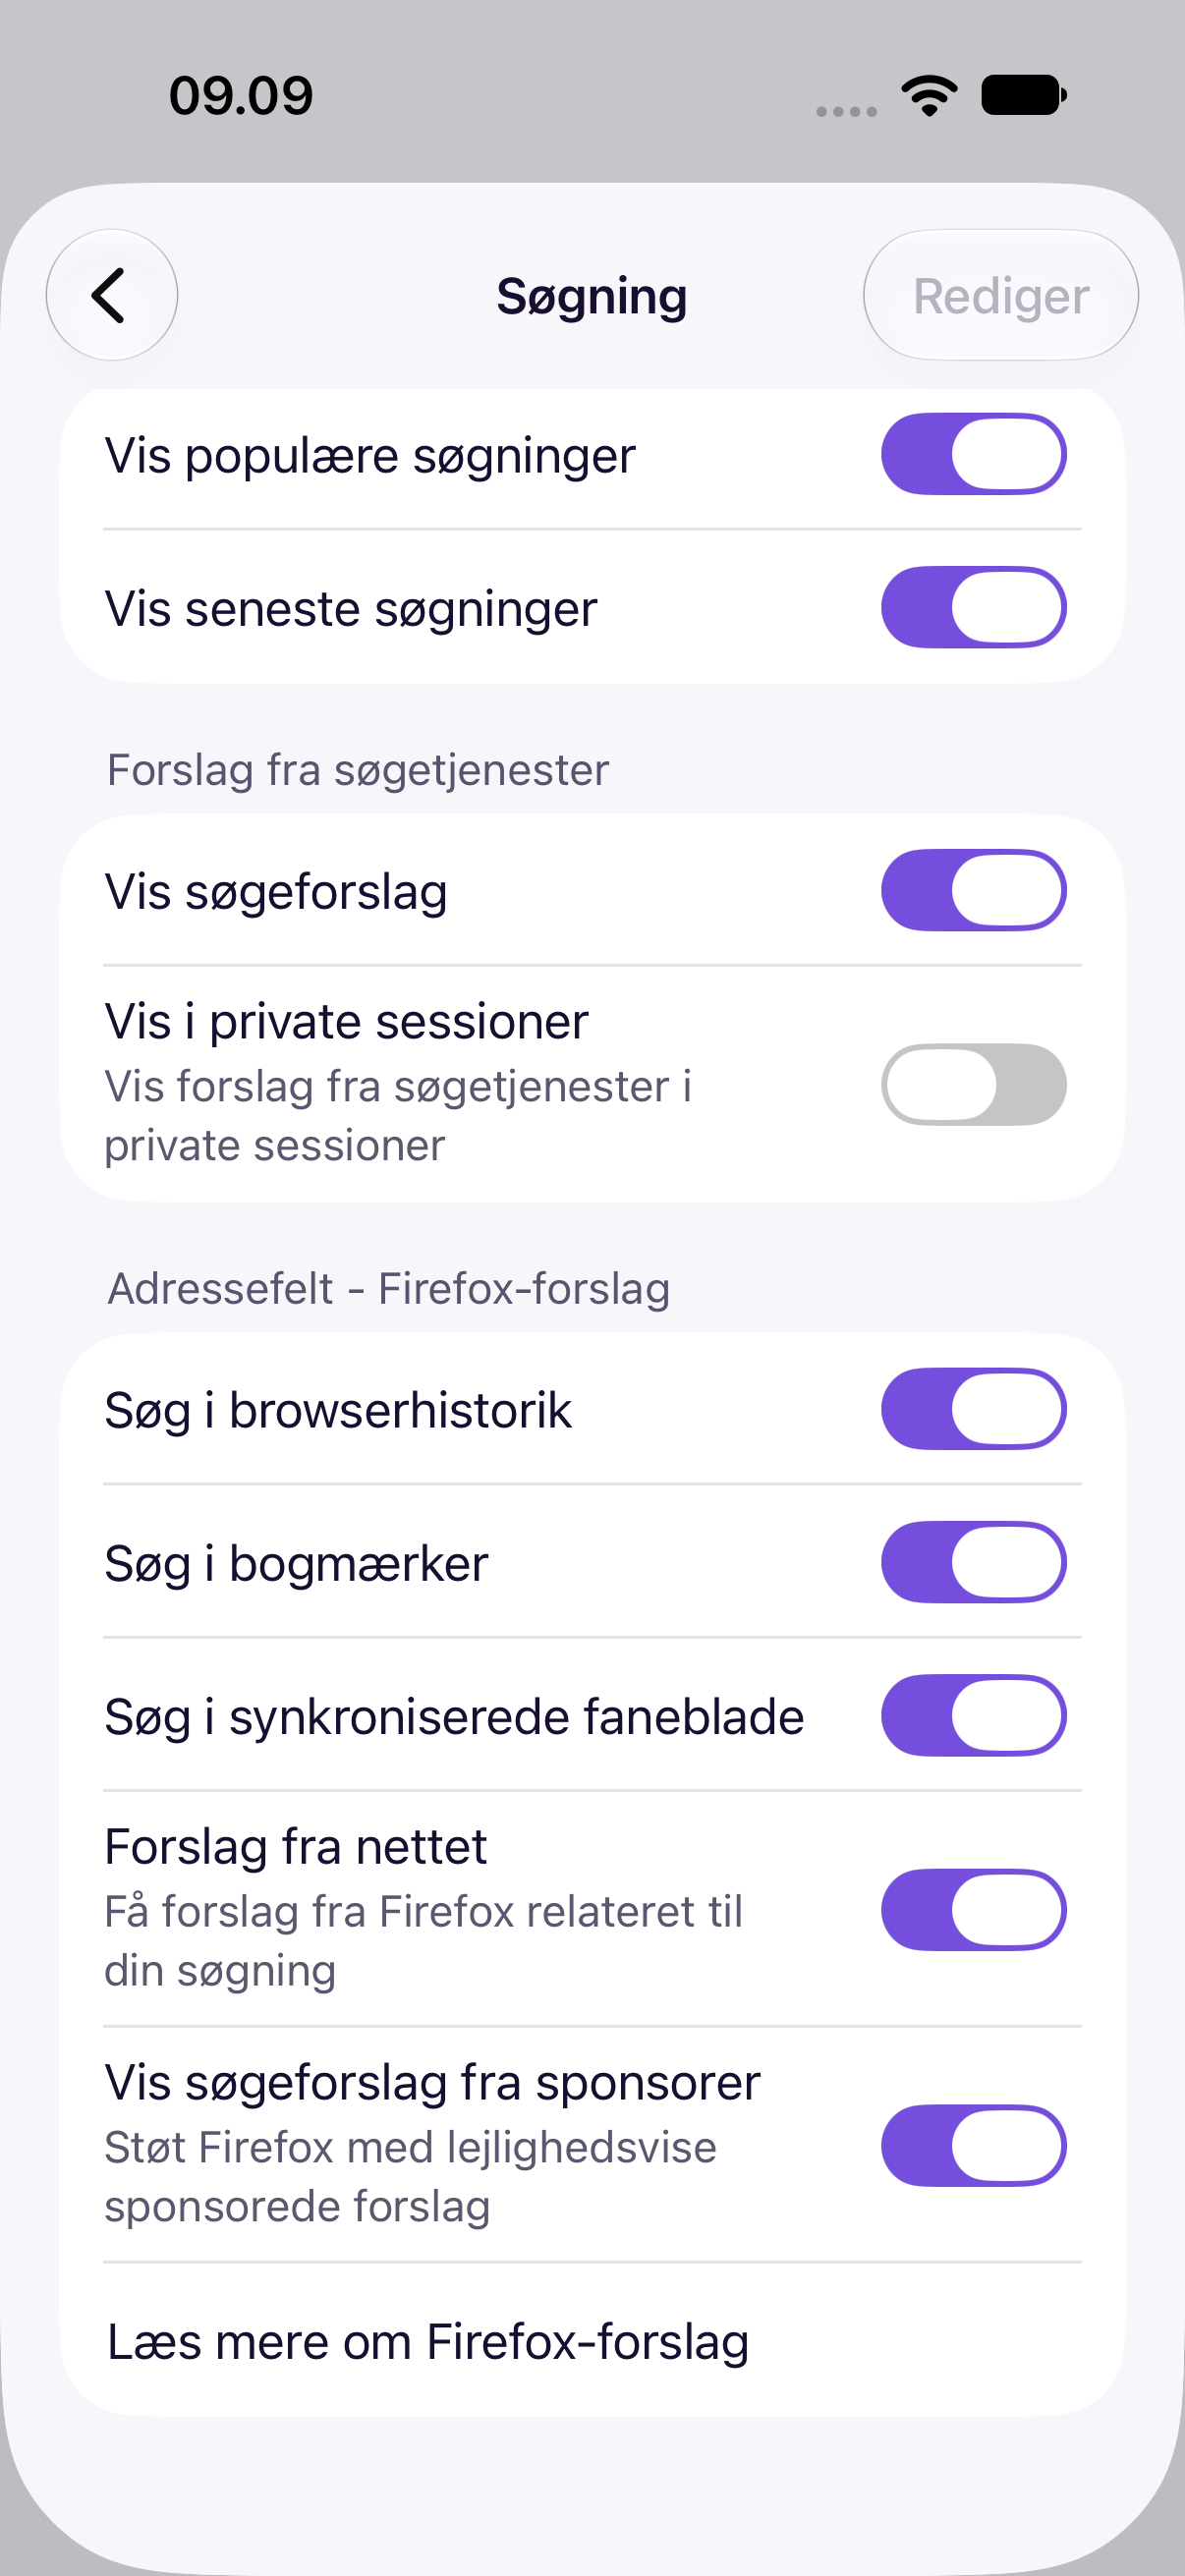 09.09
Søgning
Rediger
Vis populære søgninger
Vis seneste søgninger
Forslag fra søgetjenester
Vis søgeforslag
Vis i private sessioner
Vis forslag fra søgetjenester i
private sessioner
Adressefelt - Firefox-forslag
Søg i browserhistorik
Søg i bogmærker
Søg i synkroniserede faneblade
Forslag fra nettet
Få forslag fra Firefox relateret til
din søgning
Vis søgeforslag fra sponsorer
Støt Firefox med lejlighedsvise
sponsorede forslag
Læs mere om Firefox-forslag